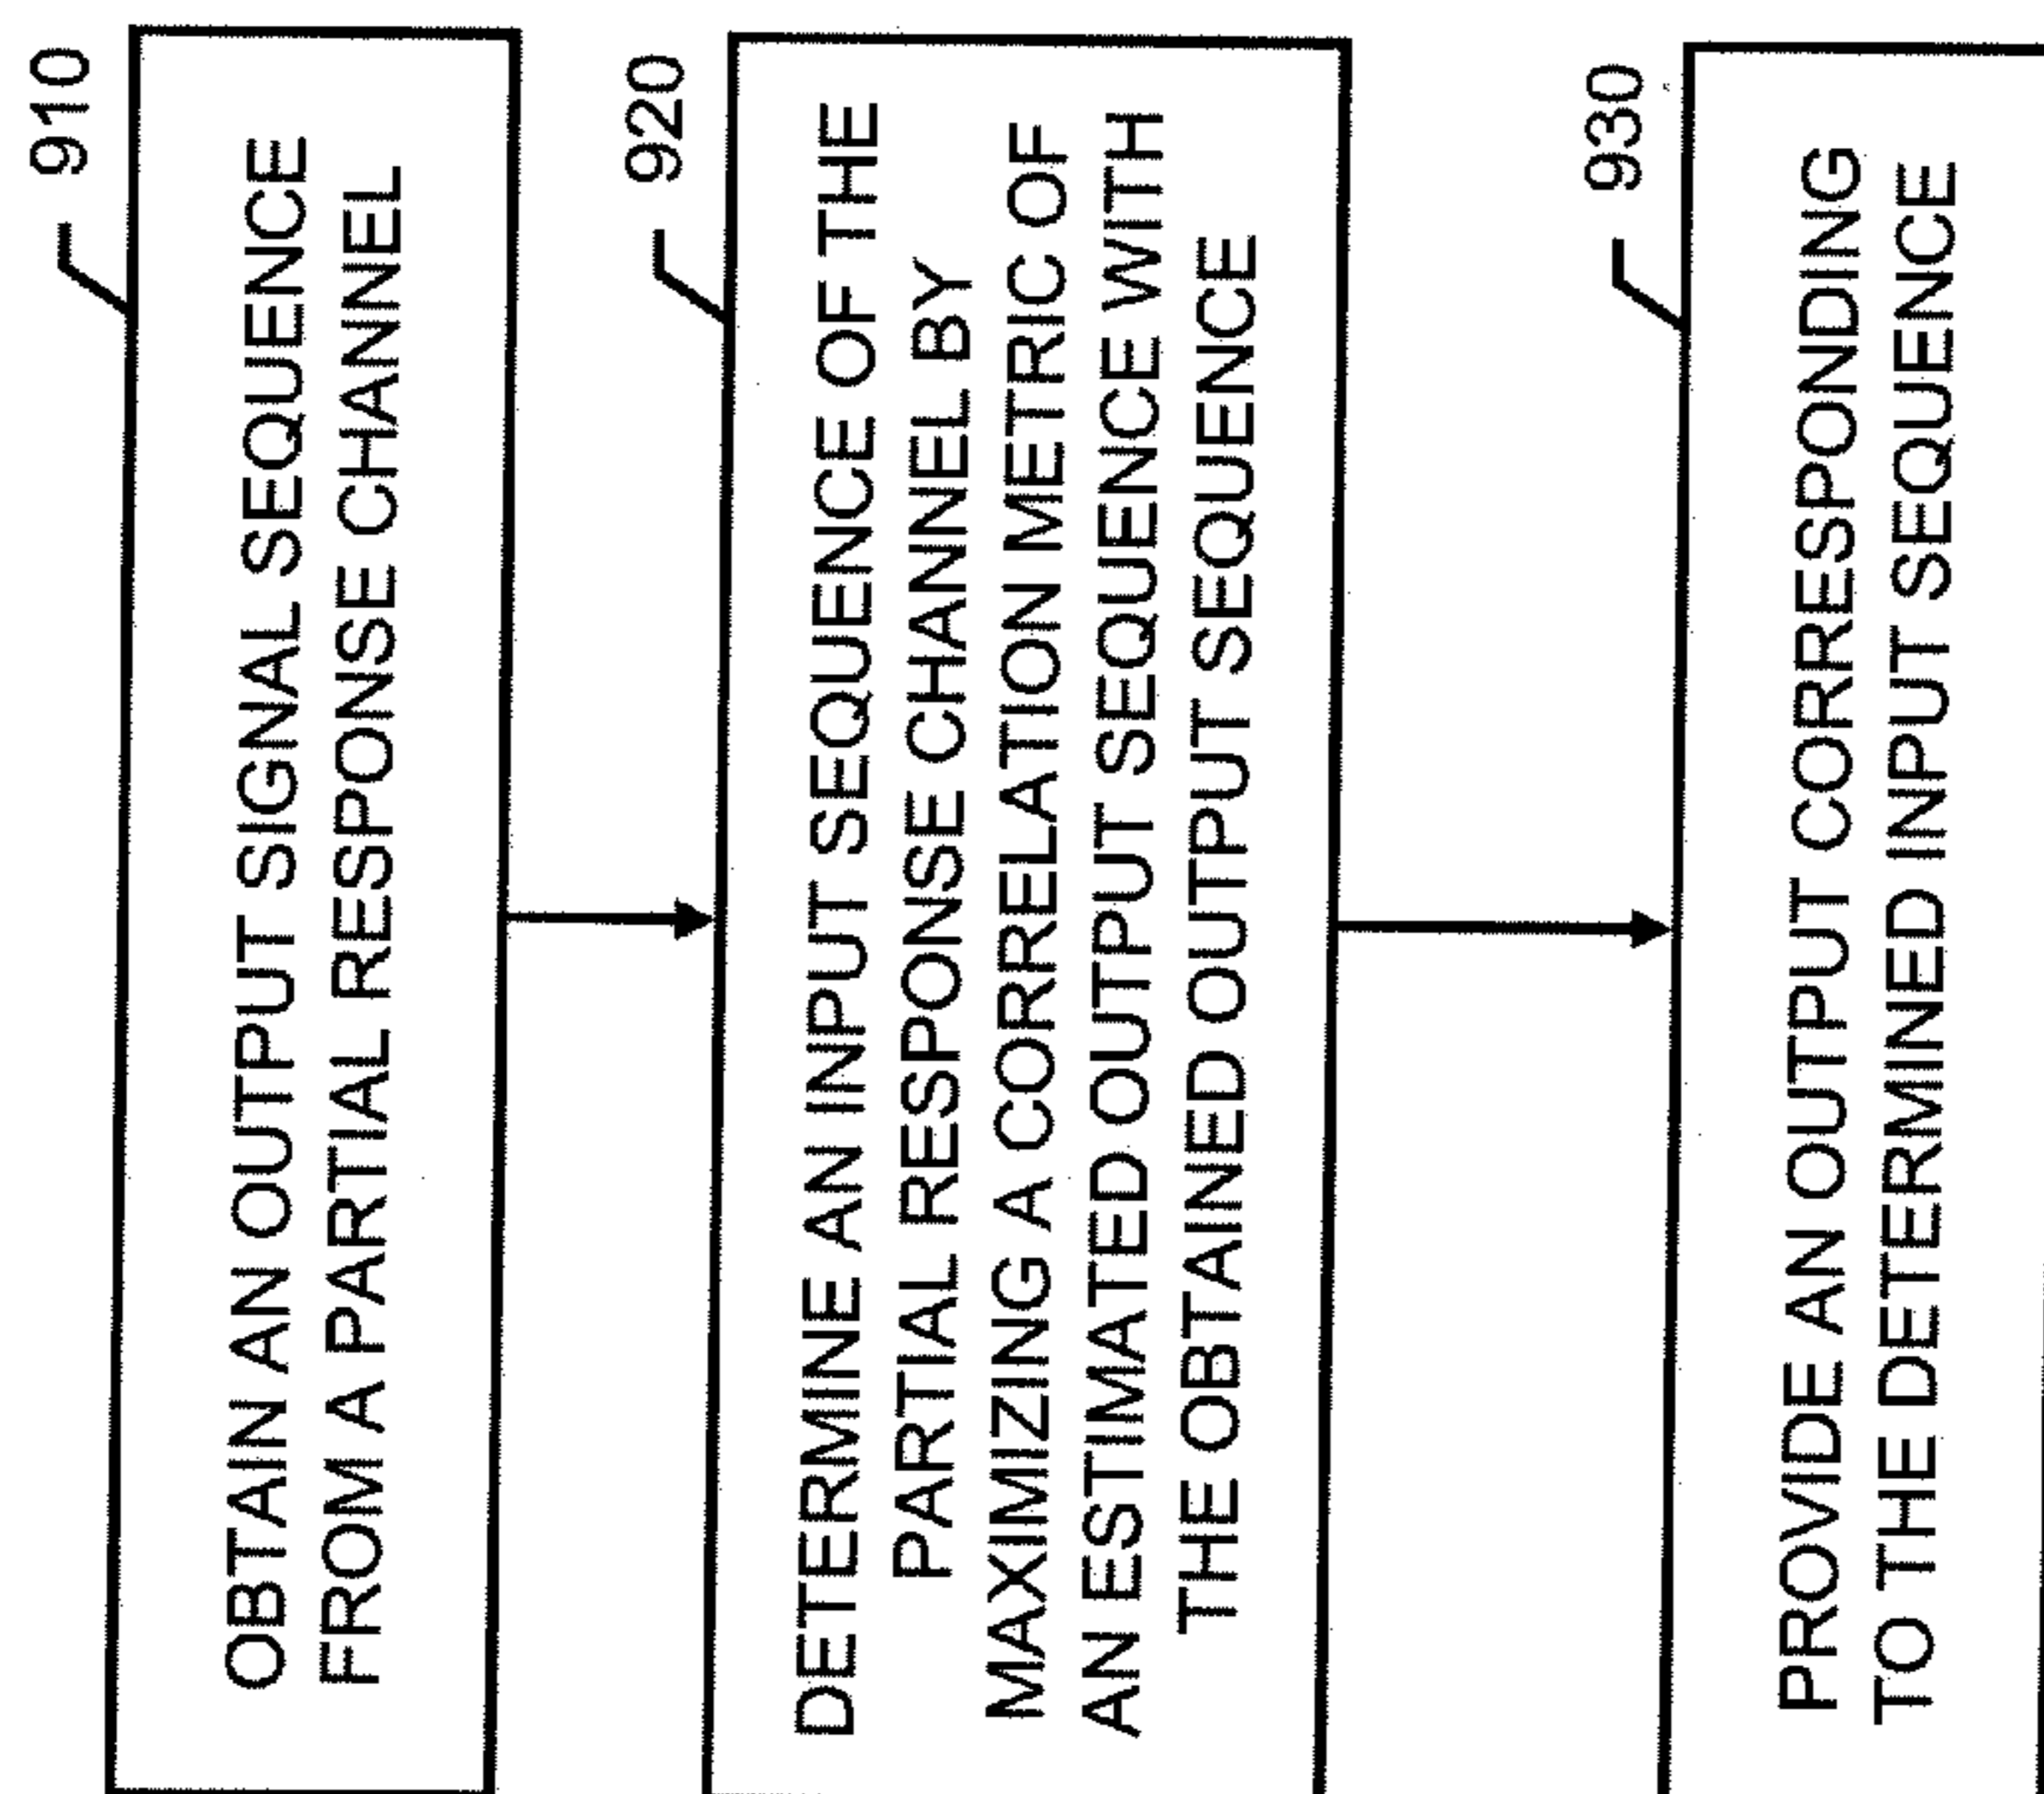 910
OBTAIN AN OUTPUT SIGNAL SEQUENCE
FROM A PARTIAL RESPONSE CHANNEL
920
DETERMINE AN INPUT SEQUENCE OF THE
PARTIAL RESPONSE CHANNEL BY
MAXIMIZING A CORRELATION METRIC OF
AN ESTIMATED OUTPUT SEQUENCE WITH
THE OBTAINED OUTPUT SEQUENCE
930
PROVIDE AN OUTPUT CORRESPONDING
TO THE DETERMINED INPUT SEQUENCE